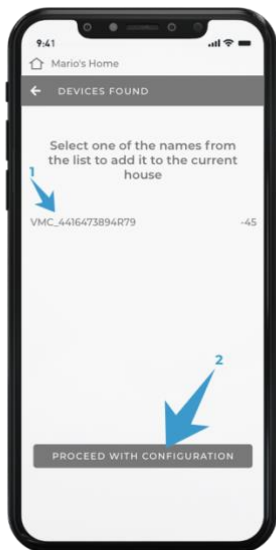 9:41
Mario's Home
DEVICES FOUND
Select one of the names from
the list to add it to the current
house
1
VMC_4416473894R79 -45
2
PROCEED WITH CONFIGURATION